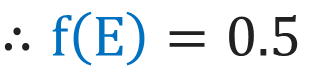 ∴ f(E) = 0.5